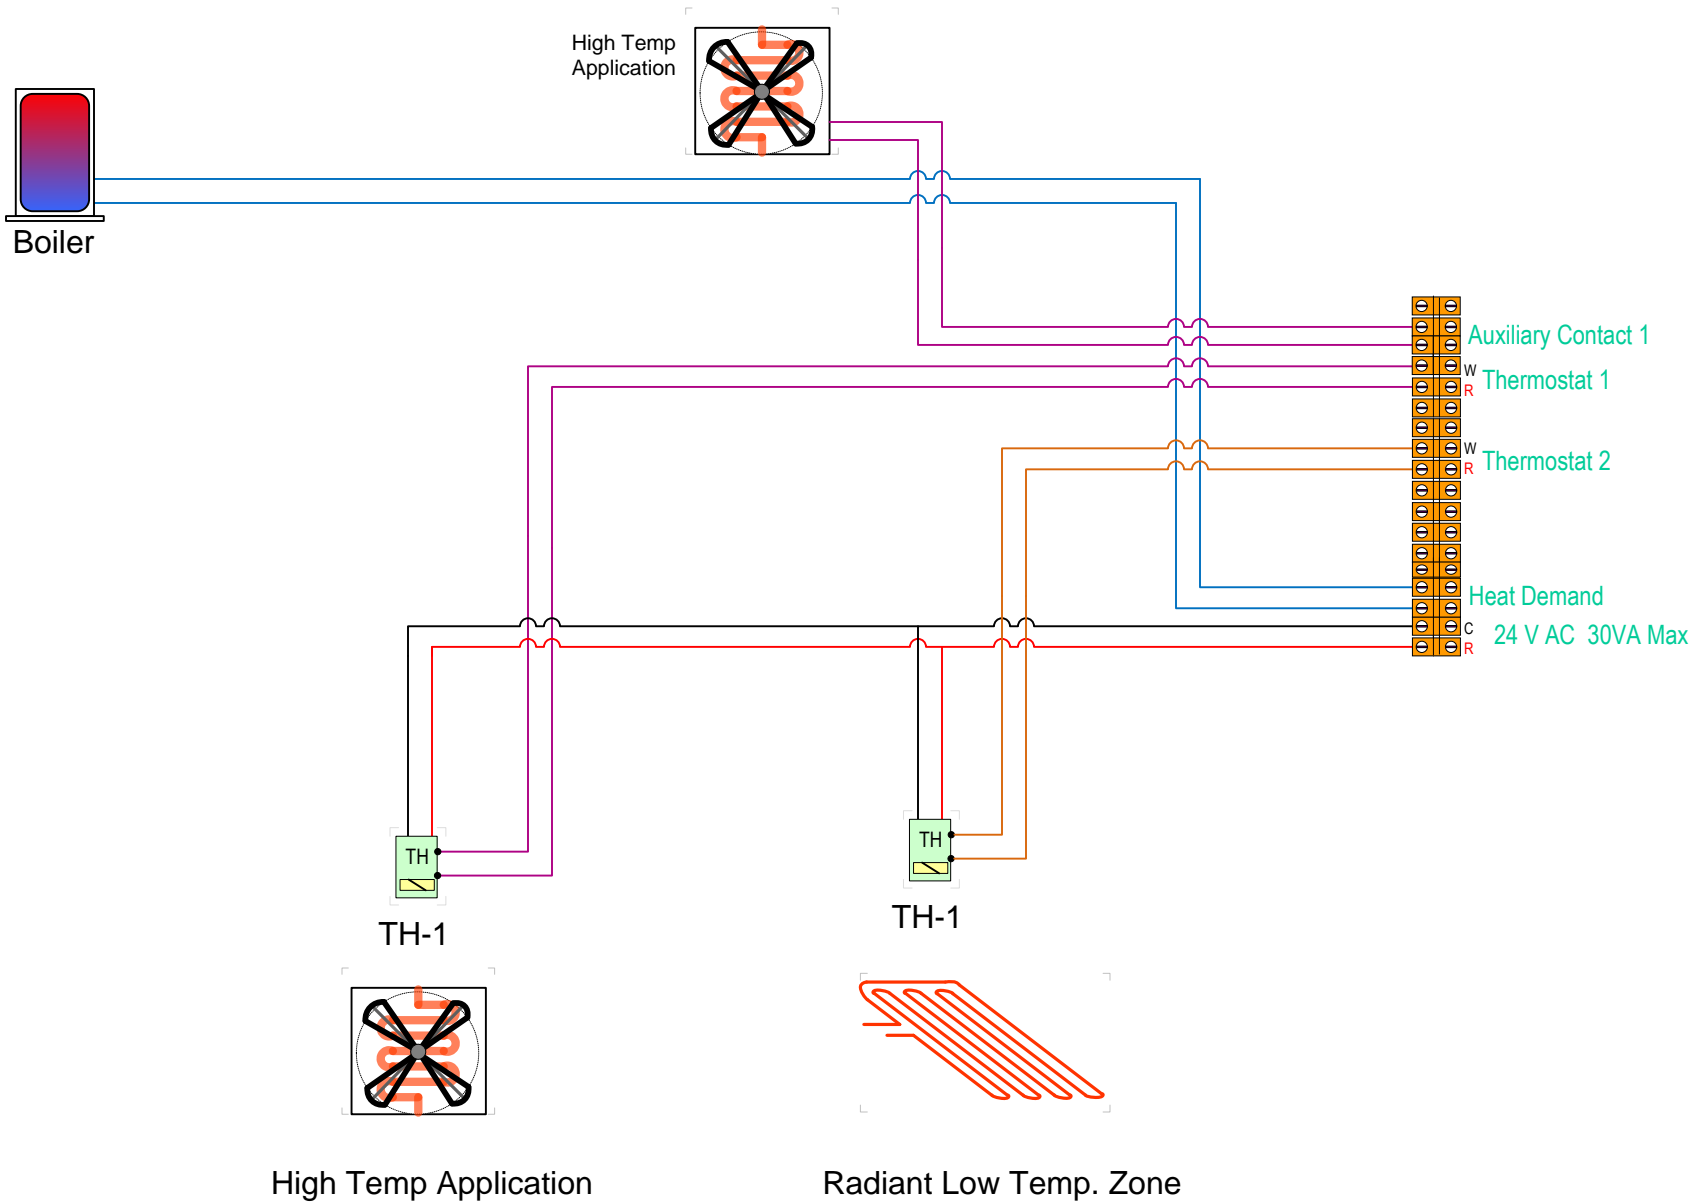 High Temp
Application
Boiler
Auxiliary Contact 1
W
Thermostat 1
R
W
Thermostat 2
R
Heat Demand
C
24 V AC 30VA Max
R
TH
TH
TH-1
TH-1
High Temp Application
Radiant Low Temp. Zone